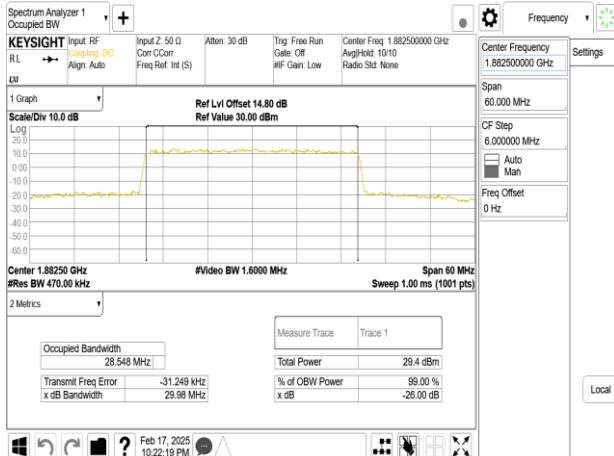 Spectrum Analyzer 1
Occupied BW
+
Frequency
KEYSIGHT
RL
LXI
Input: RF
Coupling: DC
Align: Auto
Input Z: 50 Ω
Corr CCorr
Freq Ref: Int (S)
Atten: 30 dB
Trig: Free Run
Gate: Off
#IF Gain: Low
Center Freq: 1.882500000 GHz
Avg|Hold: 10/10
Radio Std: None
Center Frequency
1.882500000 GHz
Settings
Span
60.000 MHz
CF Step
6.000000 MHz
Auto
Man
Freq Offset
0 Hz
Local
1 Graph
Scale/Div 10.0 dB
Ref Lvl Offset 14.80 dB
Ref Value 30.00 dBm
Log
20.0
10.0
0.00
-10.0
-20.0
-30.0
-40.0
-50.0
-60.0
Center 1.88250 GHz
#Res BW 470.00 kHz
#Video BW 1.6000 MHz
Span 60 MHz
Sweep 1.00 ms (1001 pts)
2 Metrics
Measure Trace Trace 1
Occupied Bandwidth
28.548 MHz
Total Power 29.4 dBm
Transmit Freq Error -31.249 kHz
% of OBW Power 99.00 %
x dB Bandwidth 29.98 MHz
x dB -26.00 dB
?
Feb 17, 2025
10:22:19 PM